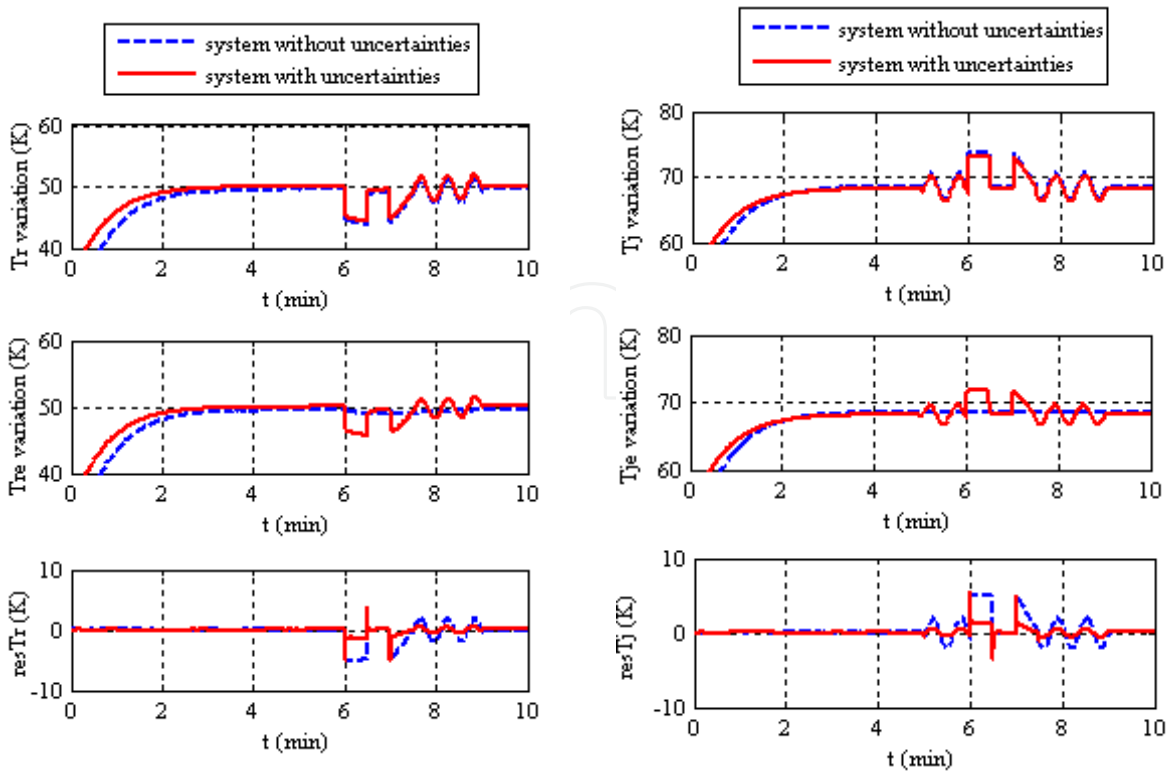 system without uncertainties
system with uncertainties
60
50
40
Tr variation (K)
0 2 4 6 8 10
t (min)
60
50
40
Tre variation (K)
0 2 4 6 8 10
t (min)
10
0
-10
resTr (K)
0 2 4 6 8 10
t (min)
system without uncertainties
system with uncertainties
80
70
60
Tj variation (K)
0 2 4 6 8 10
t (min)
80
70
60
Tje variation (K)
0 2 4 6 8 10
t (min)
10
0
-10
resTj (K)
0 2 4 6 8 10
t (min)